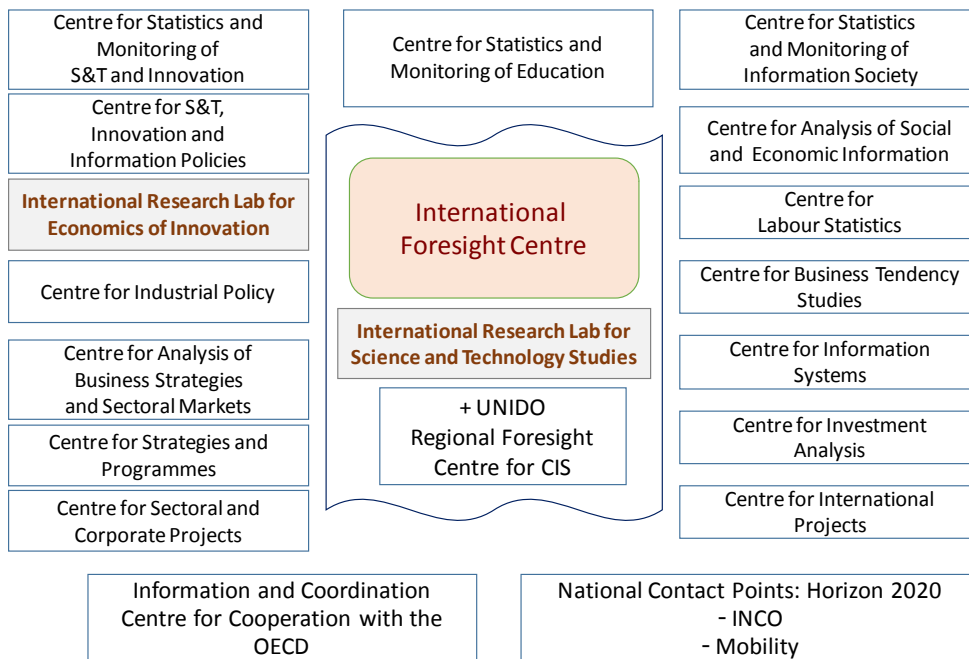 Centre for Statistics and
Monitoring of
S&T and Innovation
Centre for S&T,
Innovation and
Information Policies
International Research Lab for
Economics of Innovation
Centre for Industrial Policy
Centre for Analysis of
Business Strategies
and Sectoral Markets
Centre for Strategies and
Programmes
Centre for Sectoral and
Corporate Projects
Centre for Statistics and
Monitoring of Education
International
Foresight Centre
International Research Lab for
Science and Technology Studies
+ UNIDO
Regional Foresight
Centre for CIS
Centre for Statistics
and Monitoring of
Information Society
Centre for Analysis of Social
and Economic Information
Centre for
Labour Statistics
Centre for Business Tendency
Studies
Centre for Information
Systems
Centre for Investment
Analysis
Centre for International
Projects
Information and Coordination
Centre for Cooperation with the
OECD
National Contact Points: Horizon 2020
- INCO
- Mobility